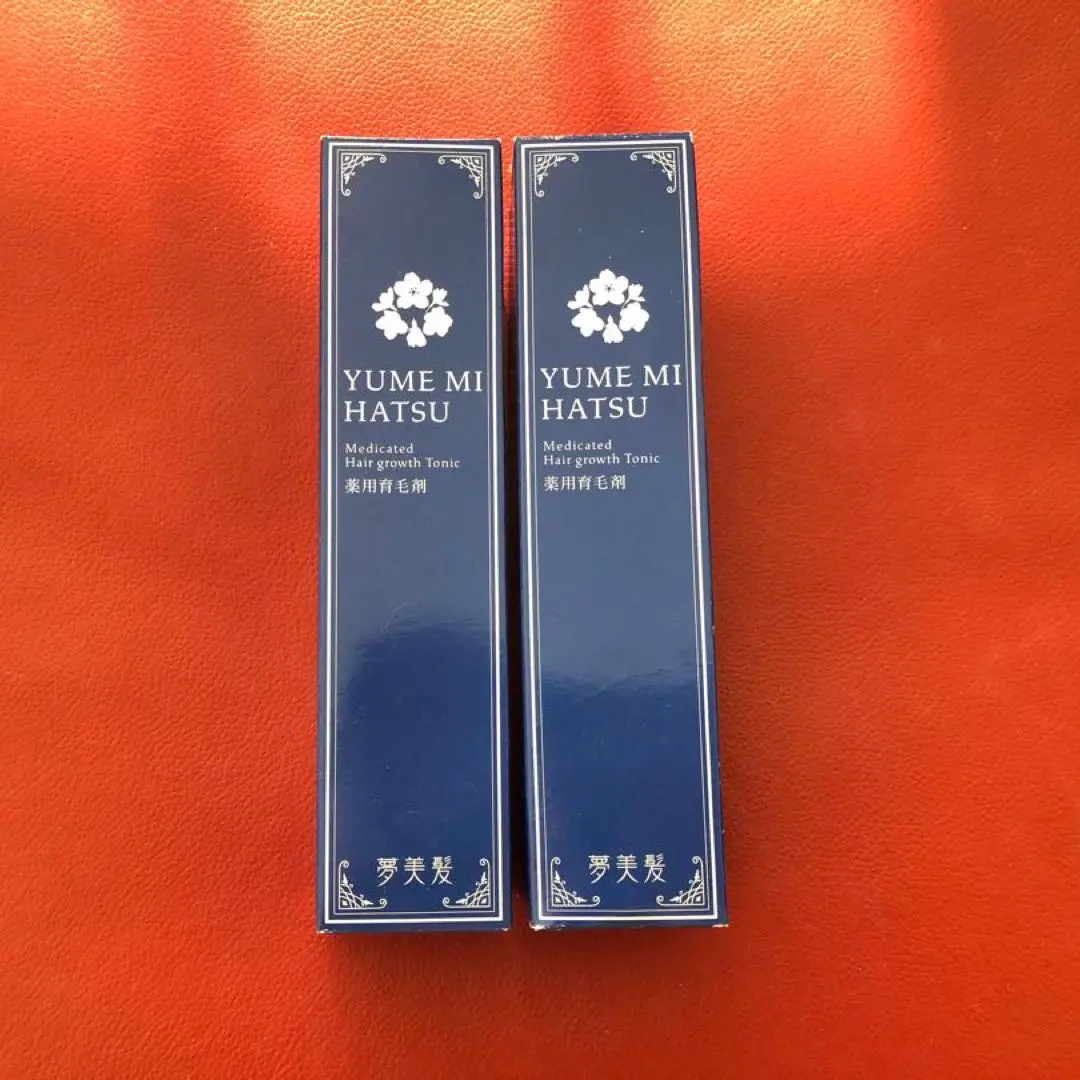 YUME MI
HATSU
Medicated
Hair growth Tonic
薬用育毛剤
夢美髪
YUME MI
HATSU
Medicated
Hair growth Tonic
薬用育毛剤
夢美髪